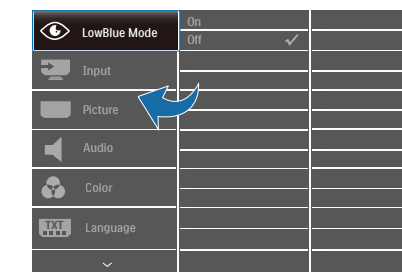 LowBlue Mode
On
Off
Input
Picture
Audio
Color
TXT
Language